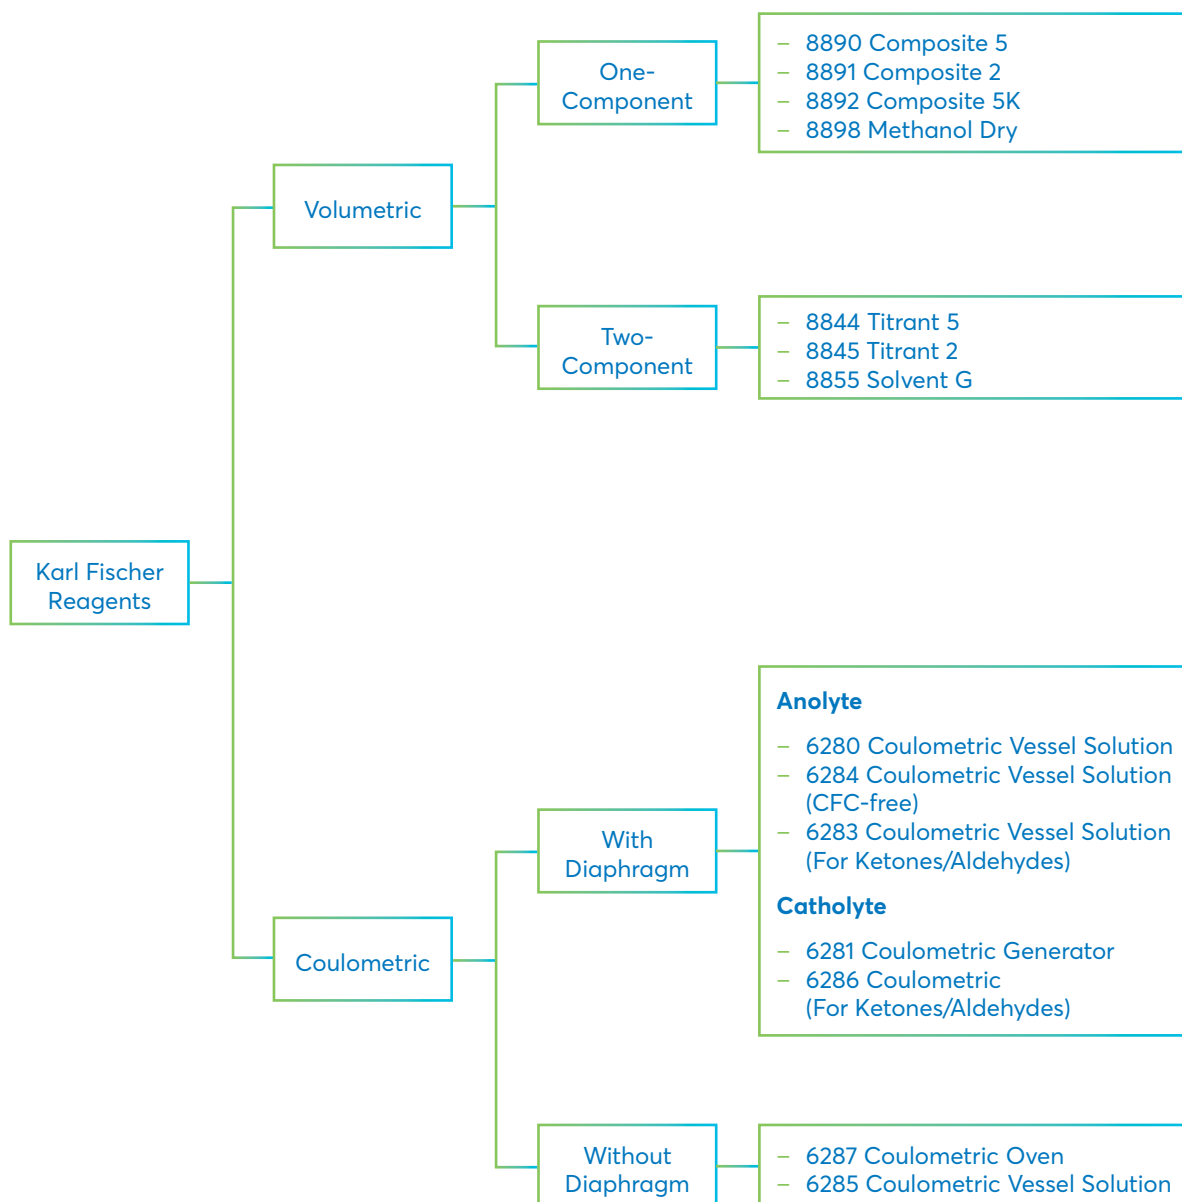 Karl Fischer
Reagents
Volumetric
One-
Component
– 8890 Composite 5
– 8891 Composite 2
– 8892 Composite 5K
– 8898 Methanol Dry
Two-
Component
– 8844 Titrant 5
– 8845 Titrant 2
– 8855 Solvent G
Coulometric
With
Diaphragm
Anolyte
– 6280 Coulometric Vessel Solution
– 6284 Coulometric Vessel Solution
(CFC-free)
– 6283 Coulometric Vessel Solution
(For Ketones/Aldehydes)
Catholyte
– 6281 Coulometric Generator
– 6286 Coulometric
(For Ketones/Aldehydes)
Without
Diaphragm
– 6287 Coulometric Oven
– 6285 Coulometric Vessel Solution